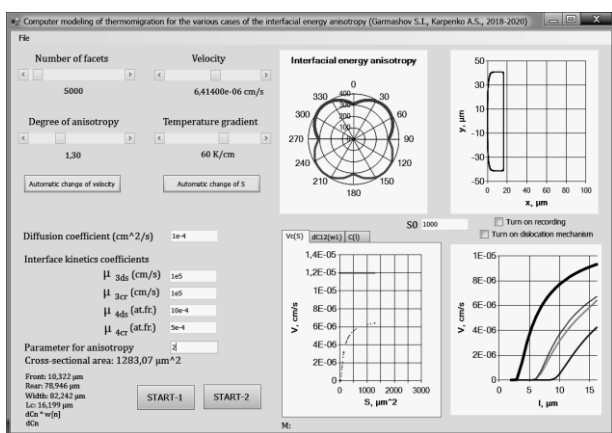 Computer modeling of thermomigration for the various cases of the interfacial energy anisotropy (Garmashov S.I., Karpenko A.S., 2018-2020)
File
Number of facets
5000
Velocity
6,41400e-06 cm/s
Degree of anisotropy
1,30
Temperature gradient
60 K/cm
Automatic change of velocity
Automatic change of S
Diffusion coefficient (cm^2/s) 1e-4
Interface kinetics coefficients
μ 3ds (cm/s) 1e5
μ 3cr (cm/s) 1e5
μ 4ds (at.fr.) 10e-4
μ 4cr (at.fr.) 5e-4
Parameter for anisotropy 2
Cross-sectional area: 1283,07 μm^2
Front: 10,322 μm
Rear: 78,946 μm
Width: 82,242 μm
Lc: 16,199 μm
dCn * w[n]
dCn
START-1
START-2
Interfacial energy anisotropy
0
30
60
90
120
150
180
210
240
270
300
330
400
300
200
100
0
50
30
10
-10
-30
-50
y, μm
0 20 40 60 80 100
x, μm
S0 1000
Turn on recording
Turn on dislocation mechanism
Vc(S) dC12(w1) C(l)
1,4E-05
1,2E-05
1E-05
8E-06
6E-06
4E-06
2E-06
0
V, cm/s
0 1000 2000 3000
S, μm^2
1E-05
8E-06
6E-06
4E-06
2E-06
0
V, cm/s
0 5 10 15
l, μm
M: